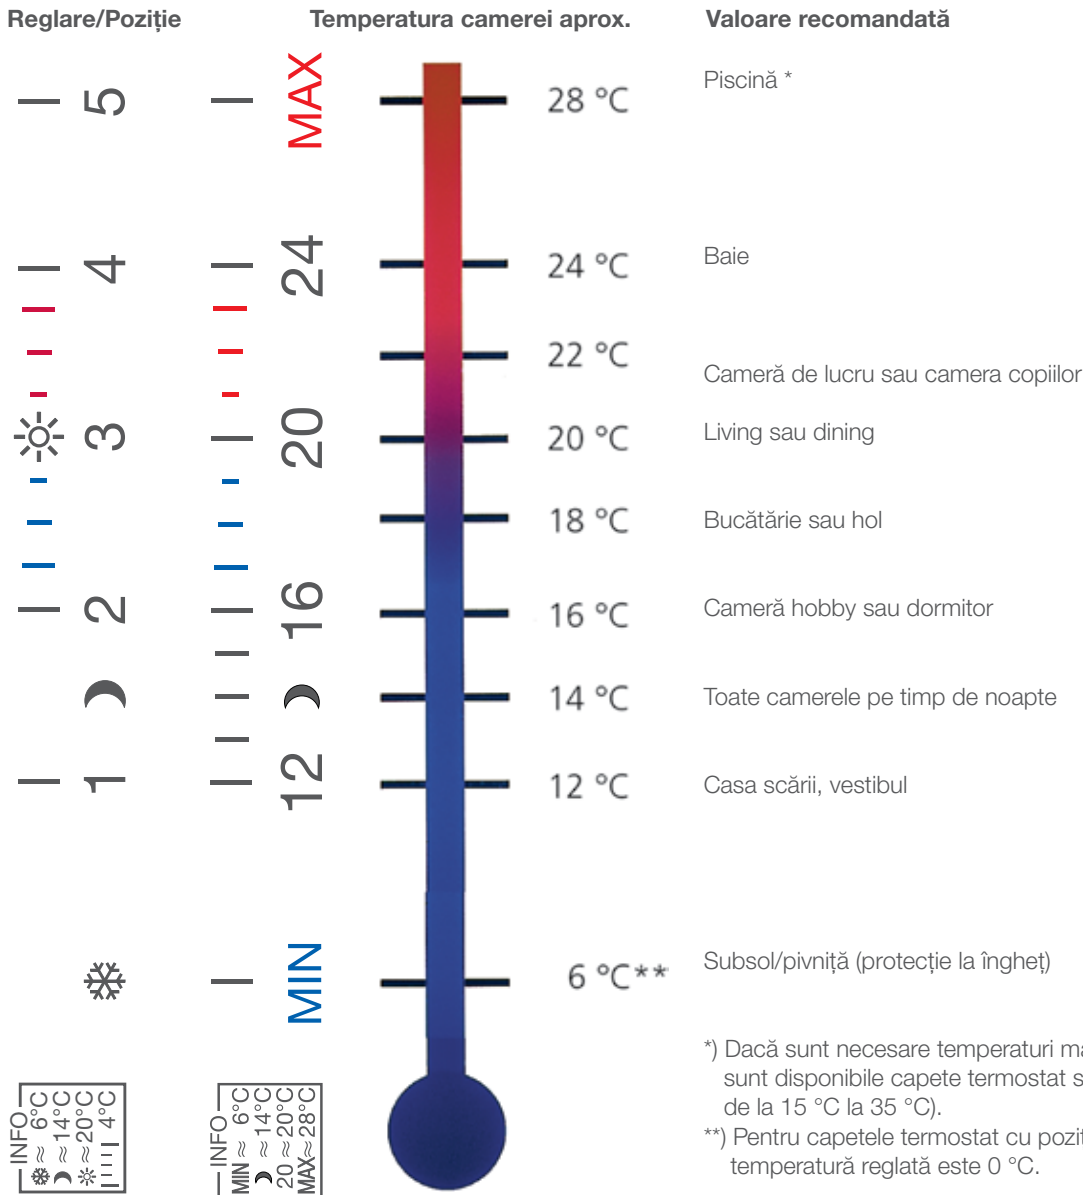 Reglare/Poziție Temperatura camerei aprox. Valoare recomandată
5 MAX 28 °C Piscină *
4 24 24 °C Baie
22 °C
Cameră de lucru sau camera copiilor
3 20 20 °C Living sau dining
18 °C Bucătărie sau hol
2 16 16 °C Cameră hobby sau dormitor
14 °C Toate camerele pe timp de noapte
1 12 12 °C Casa scării, vestibul
MIN 6 °C** Subsol/pivniță (protecție la îngheț)
*) Dacă sunt necesare temperaturi
sunt disponibile capete termostat
de la 15 °C la 35 °C).
**) Pentru capetele termostat cu
temperatură reglată este 0 °C.
INFO
≈ 6°C
≈ 14°C
≈ 20°C
4°C
INFO
MIN ≈ 6°C
≈ 14°C
20 ≈ 20°C
MAX ≈ 28°C